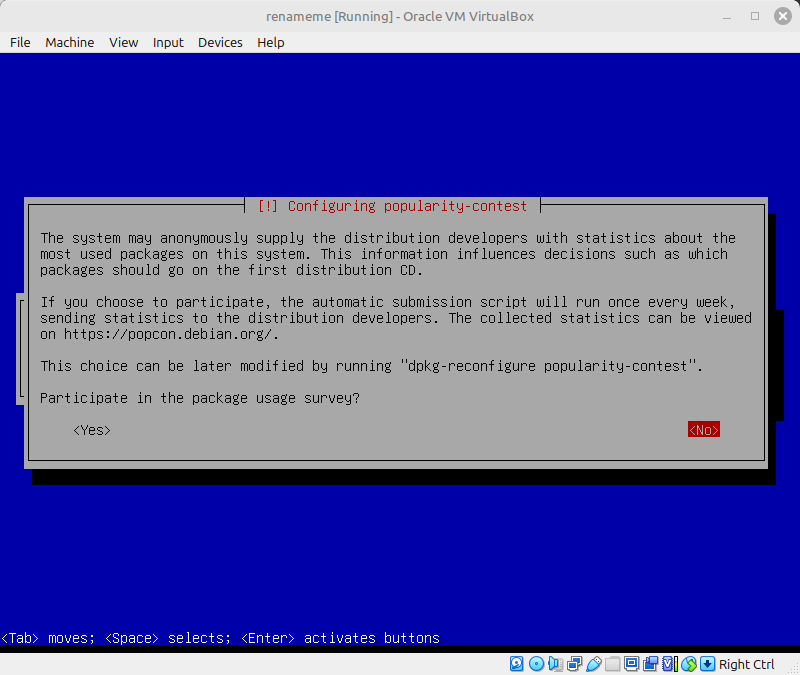 renameme [Running] - Oracle VM VirtualBox
File Machine View Input Devices Help
[!] Configuring popularity-contest
The system may anonymously supply the distribution developers with statistics about the
most used packages on this system. This information influences decisions such as which
packages should go on the first distribution CD.
If you choose to participate, the automatic submission script will run once every week,
sending statistics to the distribution developers. The collected statistics can be viewed
on https://popcon.debian.org/.
This choice can be later modified by running "dpkg-reconfigure popularity-contest".
Participate in the package usage survey?
<Yes> <No>
<Tab> moves; <Space> selects; <Enter> activates buttons
Right Ctrl